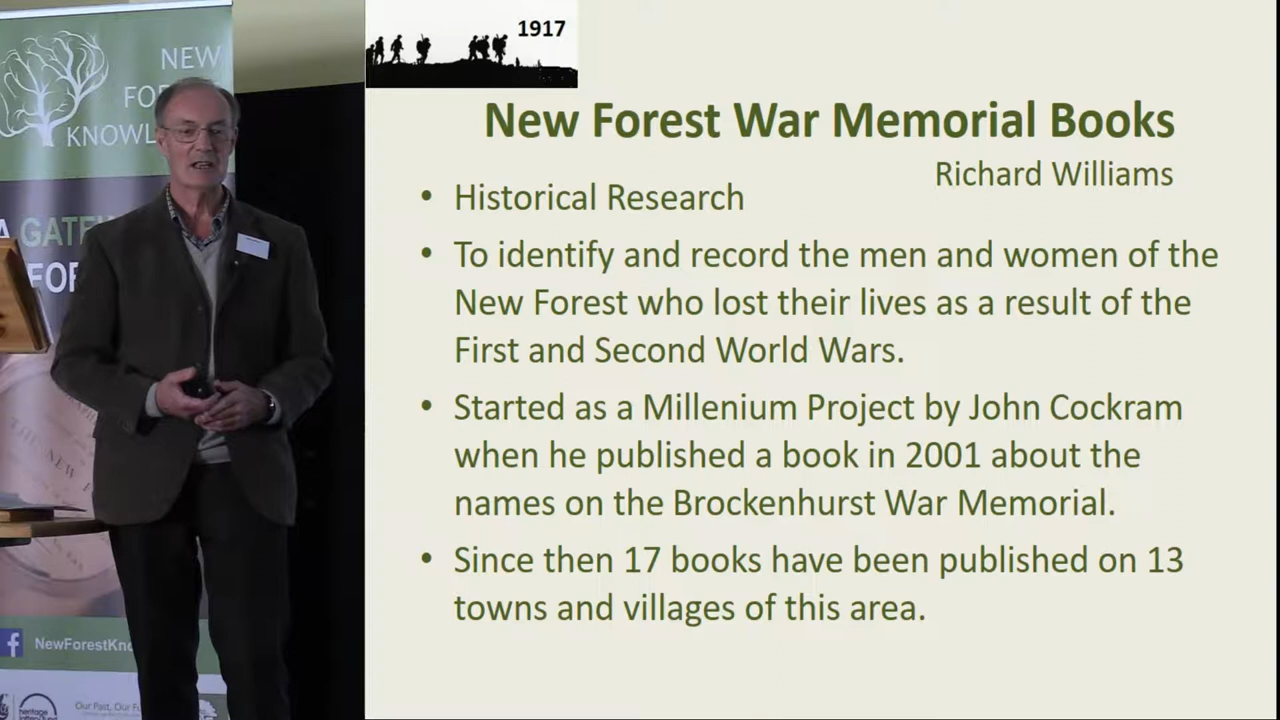 NEW
KNOWL
A GATE
1917
New Forest War Memorial Books
Richard Williams
• Historical Research
• To identify and record the men and women of the
New Forest who lost their lives as a result of the
First and Second World Wars.
• Started as a Millenium Project by John Cockram
when he published a book in 2001 about the
names on the Brockenhurst War Memorial.
• Since then 17 books have been published on 13
towns and villages of this area.
NewForestKno
Our Past, Our Fu
heritage